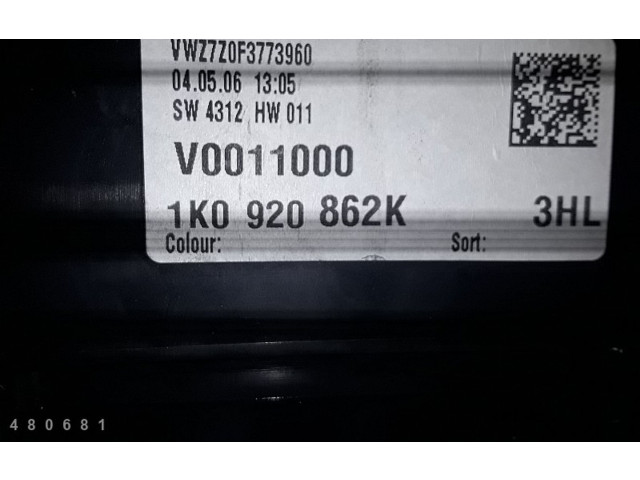 VWZ7Z0F3773960
04.05.06 13:05
SW 4312 HW 011
V0011000
1K0 920 862K 3HL
Colour: Sort:
480681